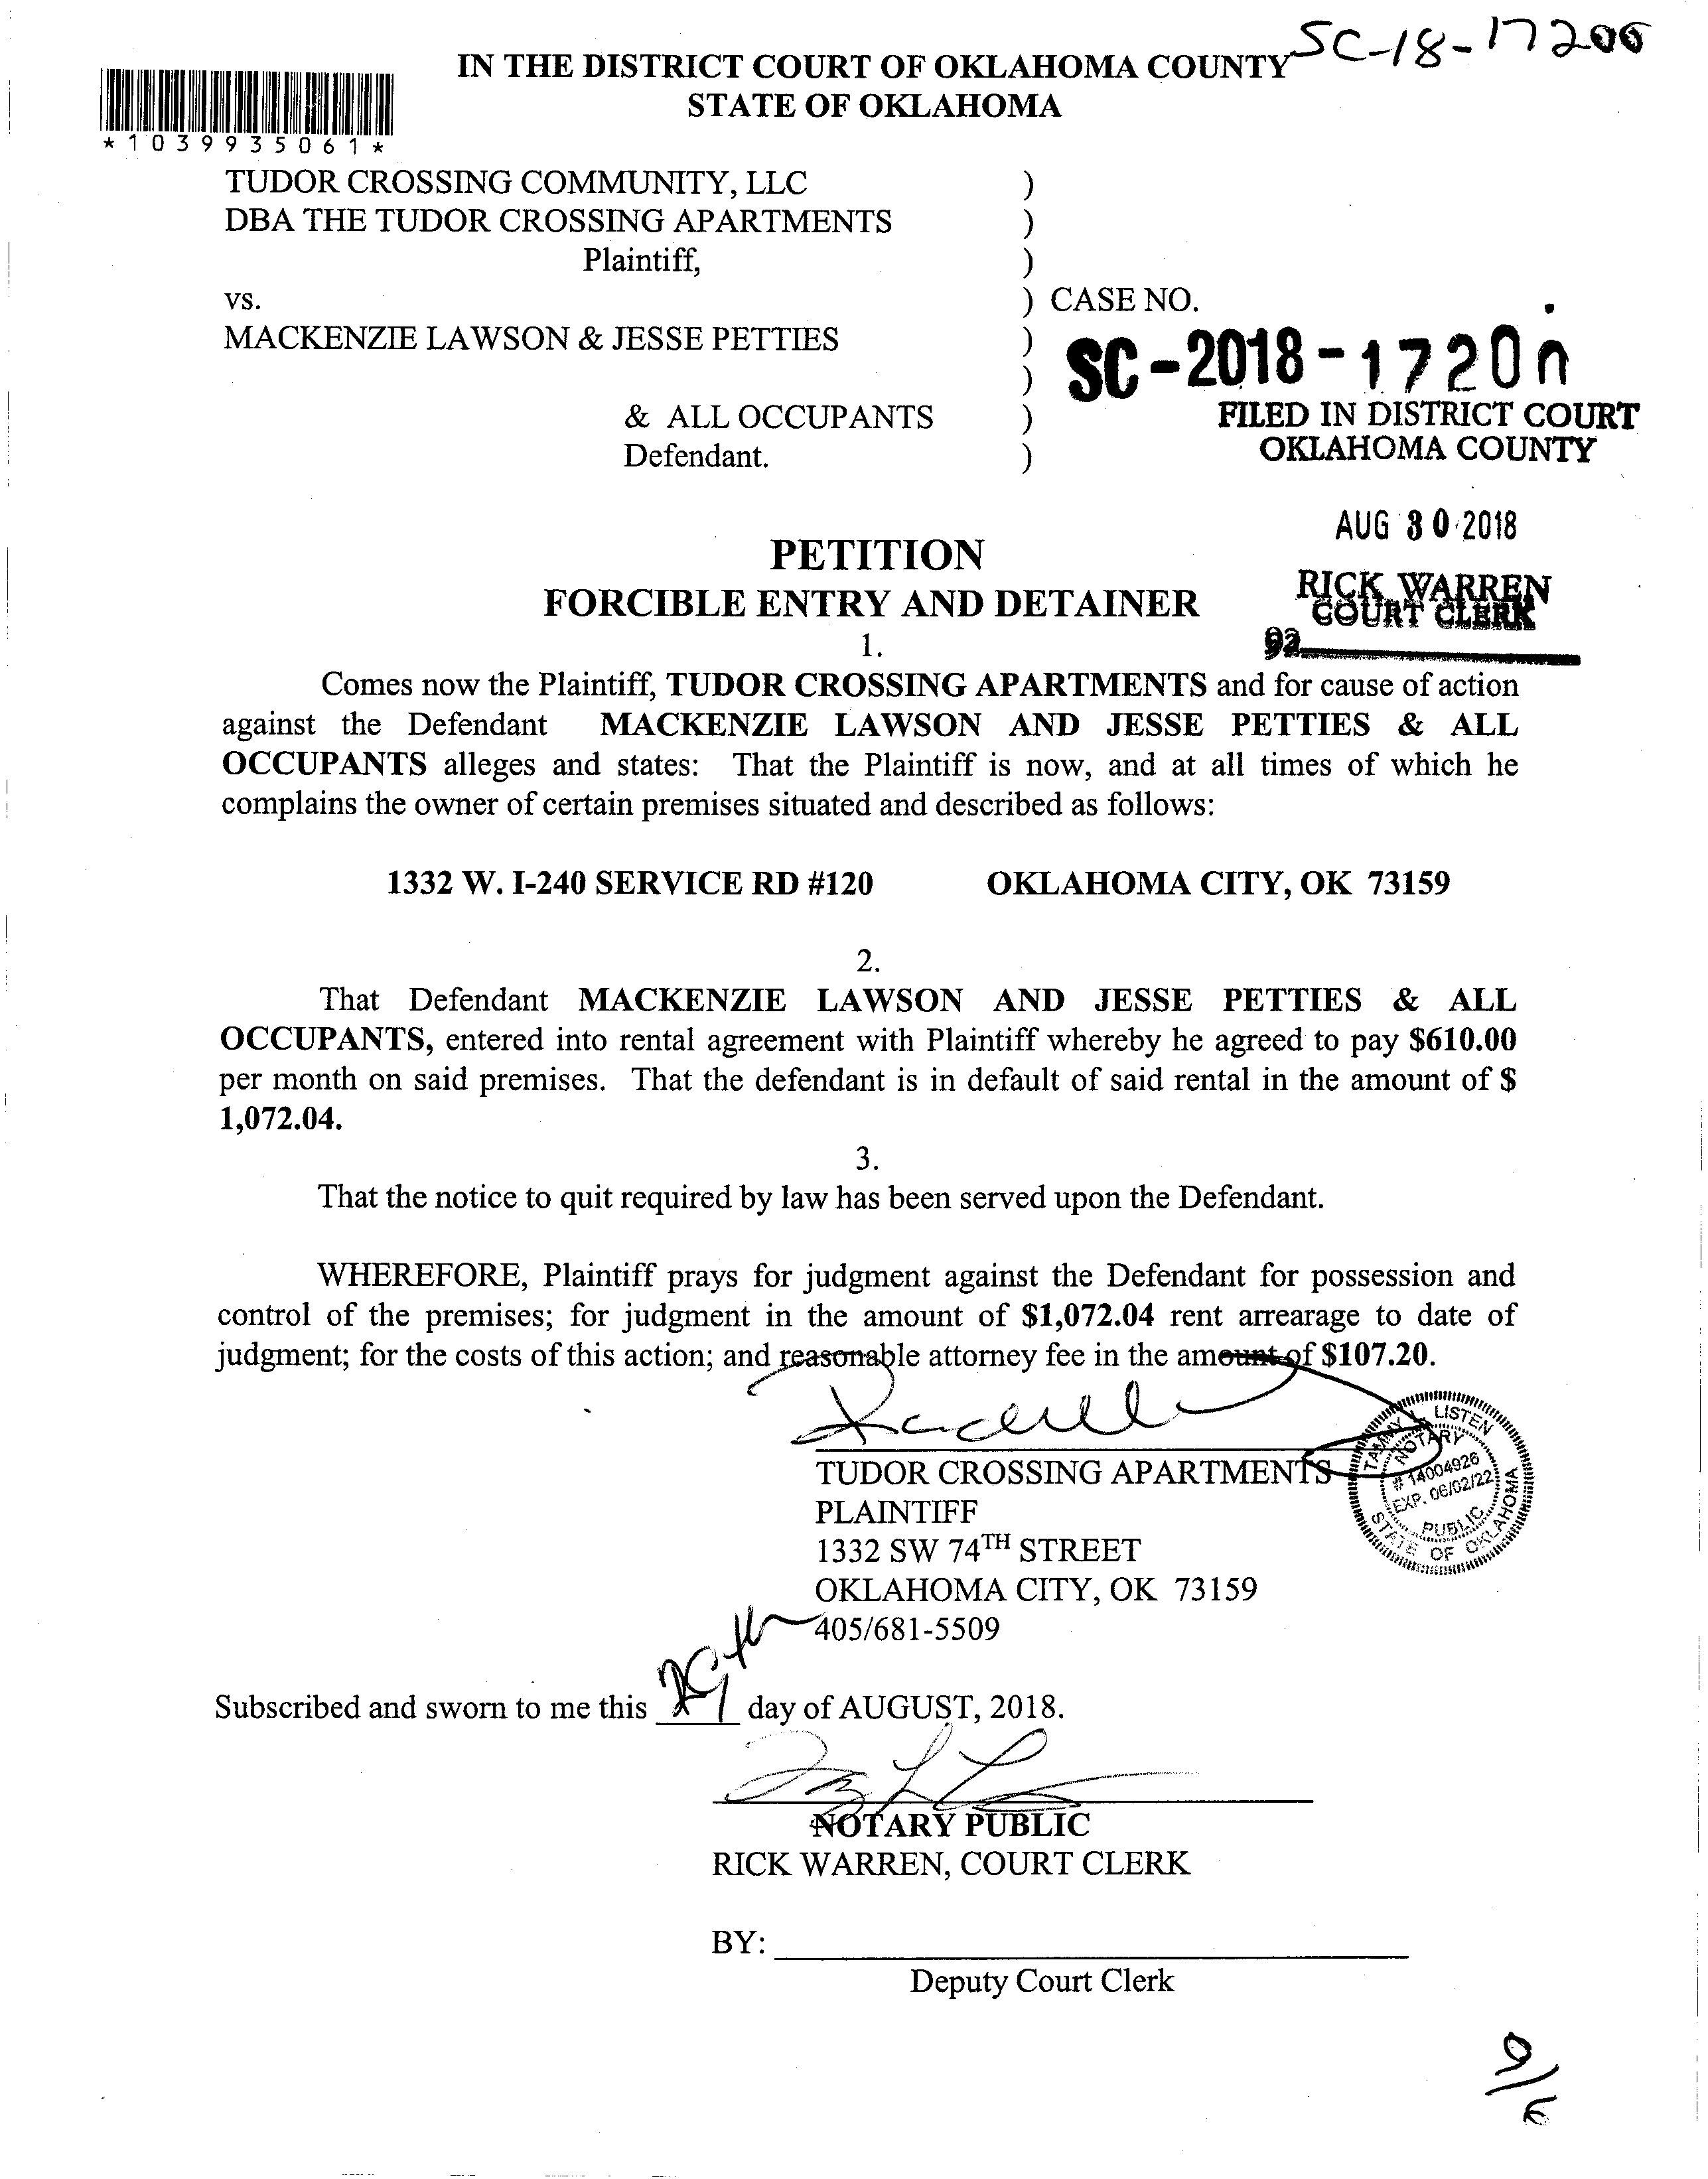 SC-18-17206
IN THE DISTRICT COURT OF OKLAHOMA COUNTY
STATE OF OKLAHOMA
*1039935061*
TUDOR CROSSING COMMUNITY, LLC )
DBA THE TUDOR CROSSING APARTMENTS )
Plaintiff, )
vs. ) CASE NO.
MACKENZIE LAWSON & JESSE PETTIES )
) SC-2018-1720
& ALL OCCUPANTS ) FILED IN DISTRICT COURT
Defendant. ) OKLAHOMA COUNTY
AUG 30 2018
PETITION
FORCIBLE ENTRY AND DETAINER
RICK WARREN
COURT CLERK
92
1.
Comes now the Plaintiff, TUDOR CROSSING APARTMENTS and for cause of action
against the Defendant MACKENZIE LAWSON AND JESSE PETTIES & ALL
OCCUPANTS alleges and states: That the Plaintiff is now, and at all times of which he
complains the owner of certain premises situated and described as follows:
1332 W. I-240 SERVICE RD #120 OKLAHOMA CITY, OK 73159
2.
That Defendant MACKENZIE LAWSON AND JESSE PETTIES & ALL
OCCUPANTS, entered into rental agreement with Plaintiff whereby he agreed to pay $610.00
per month on said premises. That the defendant is in default of said rental in the amount of $
1,072.04.
3.
That the notice to quit required by law has been served upon the Defendant.
WHEREFORE, Plaintiff prays for judgment against the Defendant for possession and
control of the premises; for judgment in the amount of $1,072.04 rent arrearage to date of
judgment; for the costs of this action; and reasonable attorney fee in the amount of $107.20.
TUDOR CROSSING APARTMENTS
PLAINTIFF
1332 SW 74TH STREET
OKLAHOMA CITY, OK 73159
405/681-5509
TAMMY L. LISTEN
NOTARY
# 14004926
EXP. 06/02/22
PUBLIC
STATE OF OKLAHOMA
Subscribed and sworn to me this 29th day of AUGUST, 2018.
NOTARY PUBLIC
RICK WARREN, COURT CLERK
BY:
Deputy Court Clerk
9/6